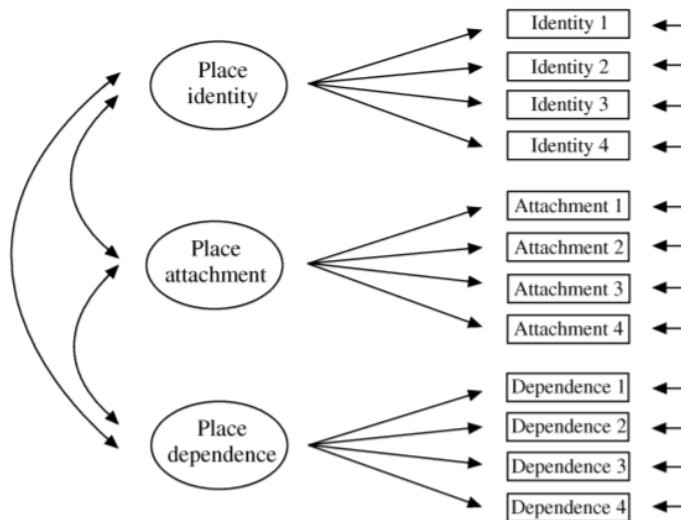 Place
identity
Identity 1
Identity 2
Identity 3
Identity 4
Place
attachment
Attachment 1
Attachment 2
Attachment 3
Attachment 4
Place
dependence
Dependence 1
Dependence 2
Dependence 3
Dependence 4